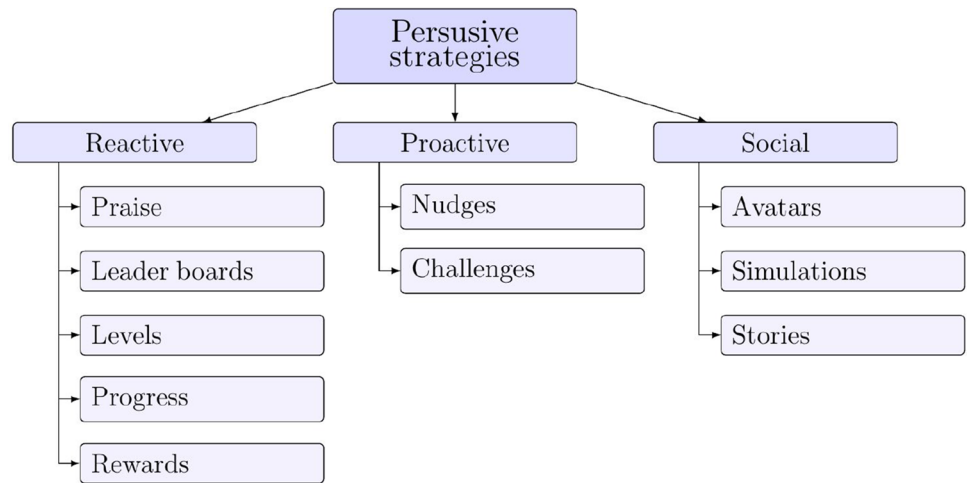 Persusive
strategies
Reactive
Proactive
Social
Praise
Nudges
Avatars
Leader boards
Challenges
Simulations
Levels
Stories
Progress
Rewards